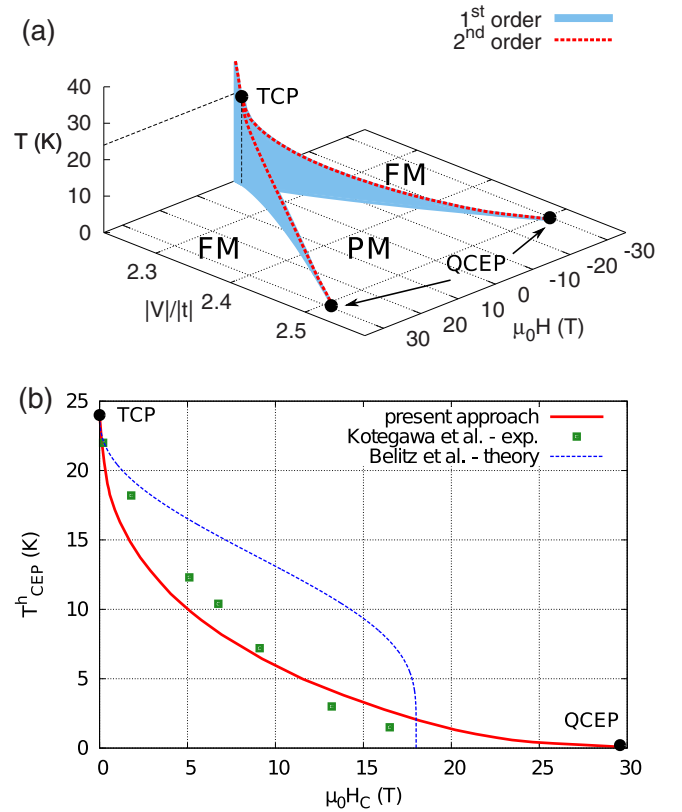 (a)
1st order
2nd order
40
TCP
T (K)
30
20
10
0
FM
FM
PM
QCEP
2.3
2.4
2.5
|V|/|t|
30
20
10
0
-10
-20
-30
μ0H (T)
(b)
25
TCP
present approach
Kotegawa et al. - exp.
Belitz et al. - theory
20
15
10
5
0
T^h_CEP (K)
QCEP
0 5 10 15 20 25 30
μ0HC (T)